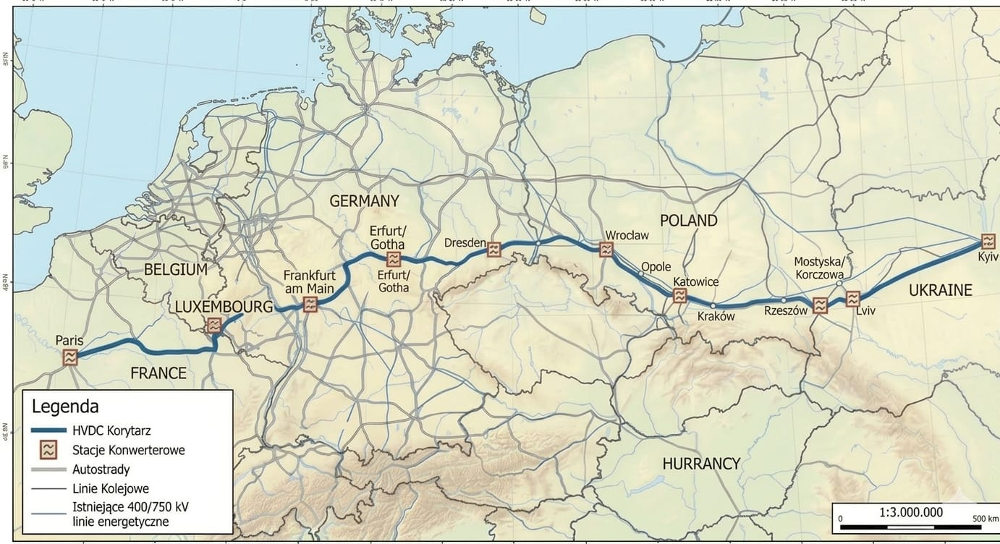 GERMANY
POLAND
Erfurt/
Gotha
Dresden
Wroclaw
Kyiv
BELGIUM
Frankfurt
am Main
Erfurt/
Gotha
Opole
Mostyska/
Korczowa
Katowice
UKRAINE
LUXEMBOURG
Kraków
Rzeszów
Lviv
Paris
FRANCE
HURRANCY
Legenda
HVDC Korytarz
Stacje Konwerterowe
Autostrady
Linie Kolejowe
Istniejące 400/750 kV
linie energetyczne
1:3.000.000
0 500 km